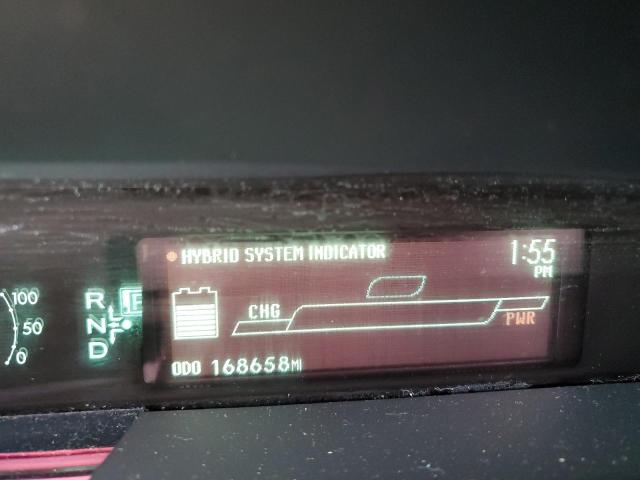 HYBRID SYSTEM INDICATOR
1:55
PM
CHG
PWR
ODO 168658MI
100
50
0
R
N
D